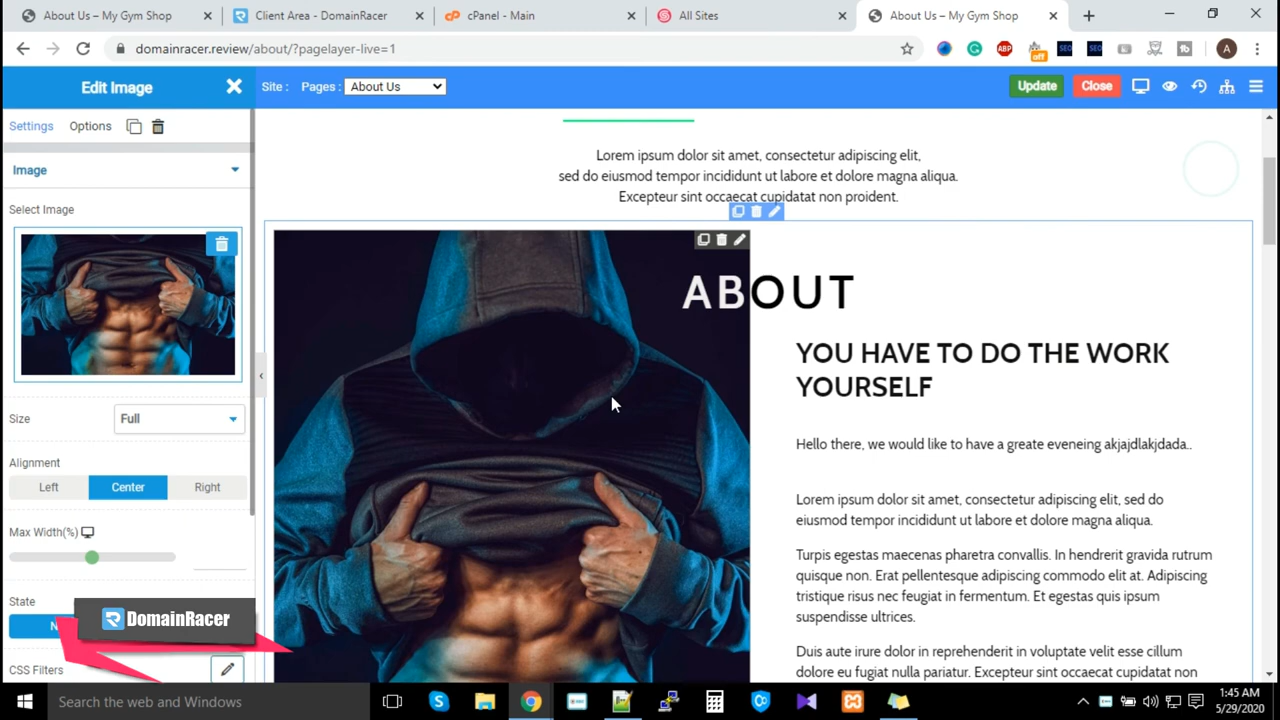 About Us – My Gym Shop
Client Area - DomainRacer
cPanel - Main
All Sites
About Us – My Gym Shop
domainracer.review/about/?pagelayer-live=1
ABP
off
SEO
SEO
A
Edit Image
Site :
Pages :
About Us
Update
Close
Settings
Options
Image
Select Image
Size
Full
Alignment
Left
Center
Right
Max Width(%)
State
N
DomainRacer
CSS Filters
Lorem ipsum dolor sit amet, consectetur adipiscing elit,
sed do eiusmod tempor incididunt ut labore et dolore magna aliqua.
Excepteur sint occaecat cupidatat non proident.
ABOUT
YOU HAVE TO DO THE WORK
YOURSELF
Hello there, we would like to have a greate eveneing akjajdlakjdada..
Lorem ipsum dolor sit amet, consectetur adipiscing elit, sed do
eiusmod tempor incididunt ut labore et dolore magna aliqua.
Turpis egestas maecenas pharetra convallis. In hendrerit gravida rutrum
quisque non. Erat pellentesque adipiscing commodo elit at. Adipiscing
tristique risus nec feugiat in fermentum. Et egestas quis ipsum
suspendisse ultrices.
Duis aute irure dolor in reprehenderit in voluptate velit esse cillum
dolore eu fugiat nulla pariatur. Excepteur sint occaecat cupidatat non
Search the web and Windows
1:45 AM
5/29/2020